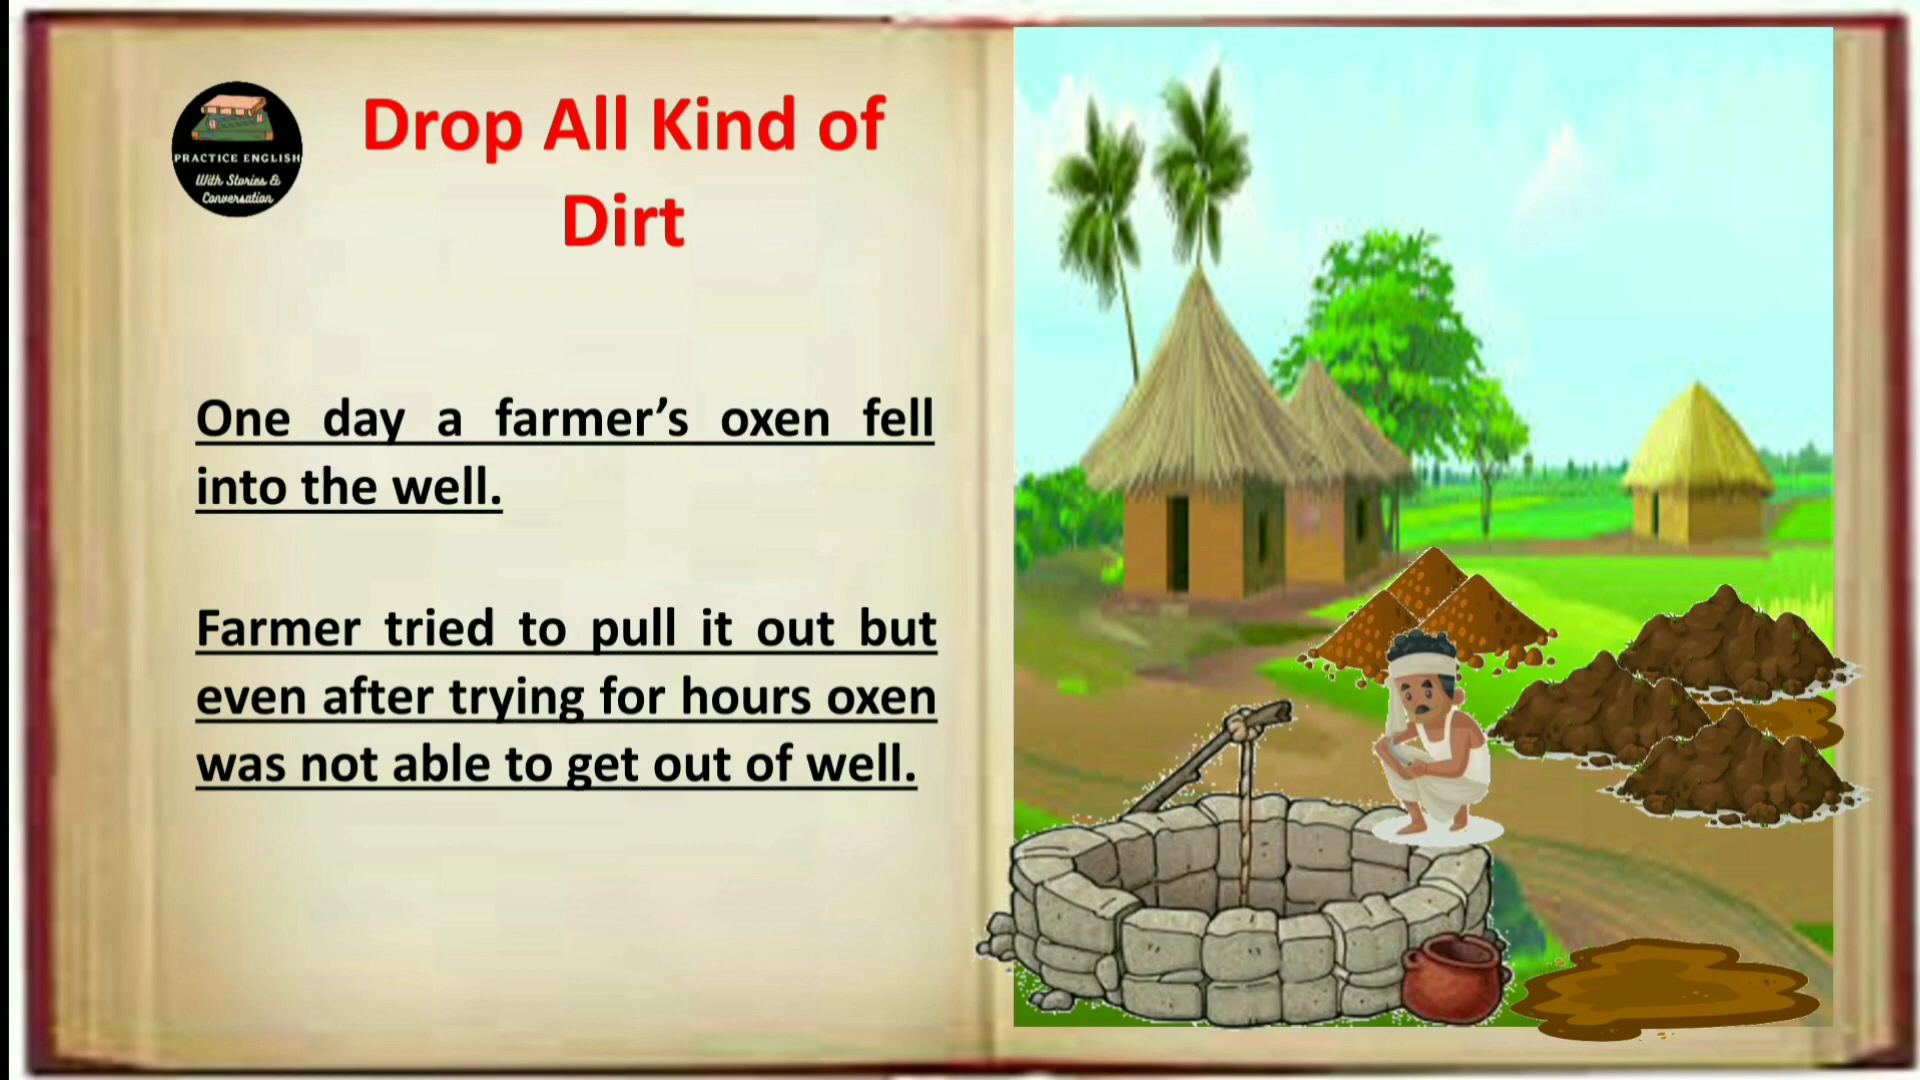 PRACTICE ENGLISH
With Stories &
Conversation
Drop All Kind of
Dirt
One day a farmer’s oxen fell
into the well.
Farmer tried to pull it out but
even after trying for hours oxen
was not able to get out of well.